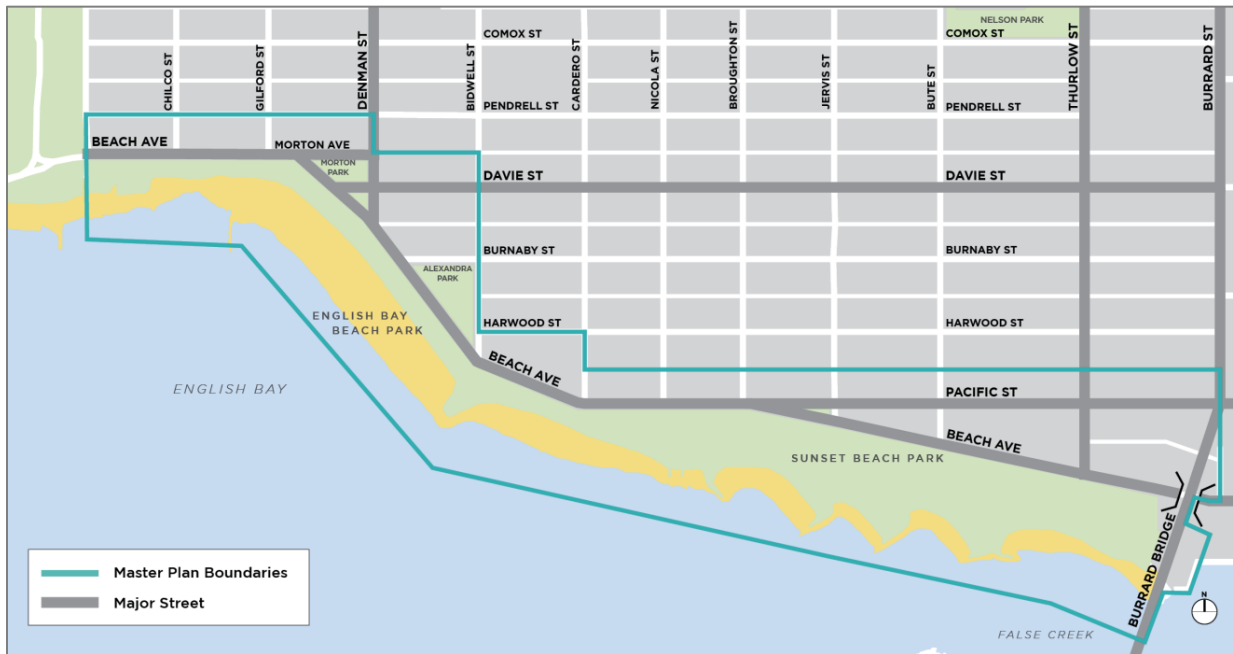 NELSON PARK
COMOX ST
COMOX ST
CHILCO ST
GILFORD ST
DENMAN ST
BIDWELL ST
CARDERO ST
NICOLA ST
BROUGHTON ST
JERVIS ST
BUTE ST
THURLOW ST
BURRARD ST
PENDRELL ST
PENDRELL ST
BEACH AVE
MORTON AVE
MORTON
PARK
DAVIE ST
DAVIE ST
BURNABY ST
BURNABY ST
ALEXANDRA
PARK
ENGLISH BAY
BEACH PARK
HARWOOD ST
HARWOOD ST
BEACH AVE
ENGLISH BAY
PACIFIC ST
BEACH AVE
SUNSET BEACH PARK
BURRARD BRIDGE
Master Plan Boundaries
Major Street
N
FALSE CREEK